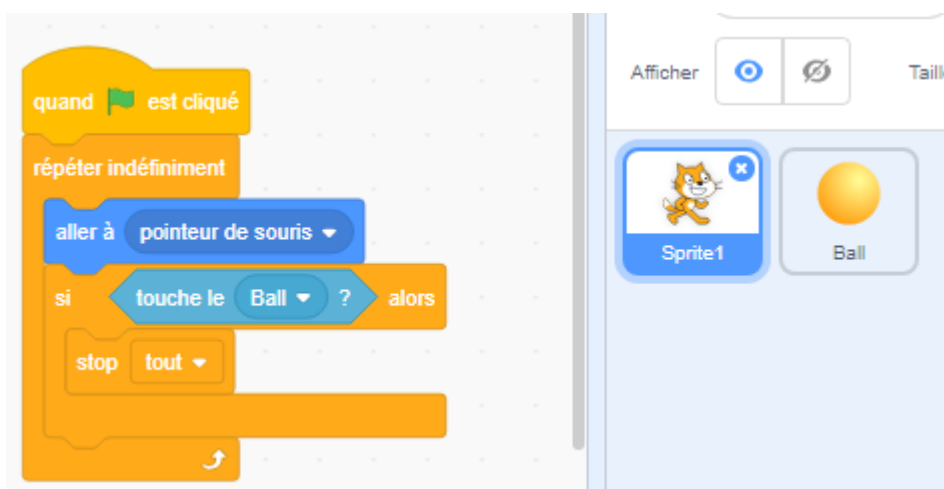 quand est cliqué
répéter indéfiniment
aller à pointeur de souris
si touche le Ball ? alors
stop tout
Afficher
Sprite1
Ball